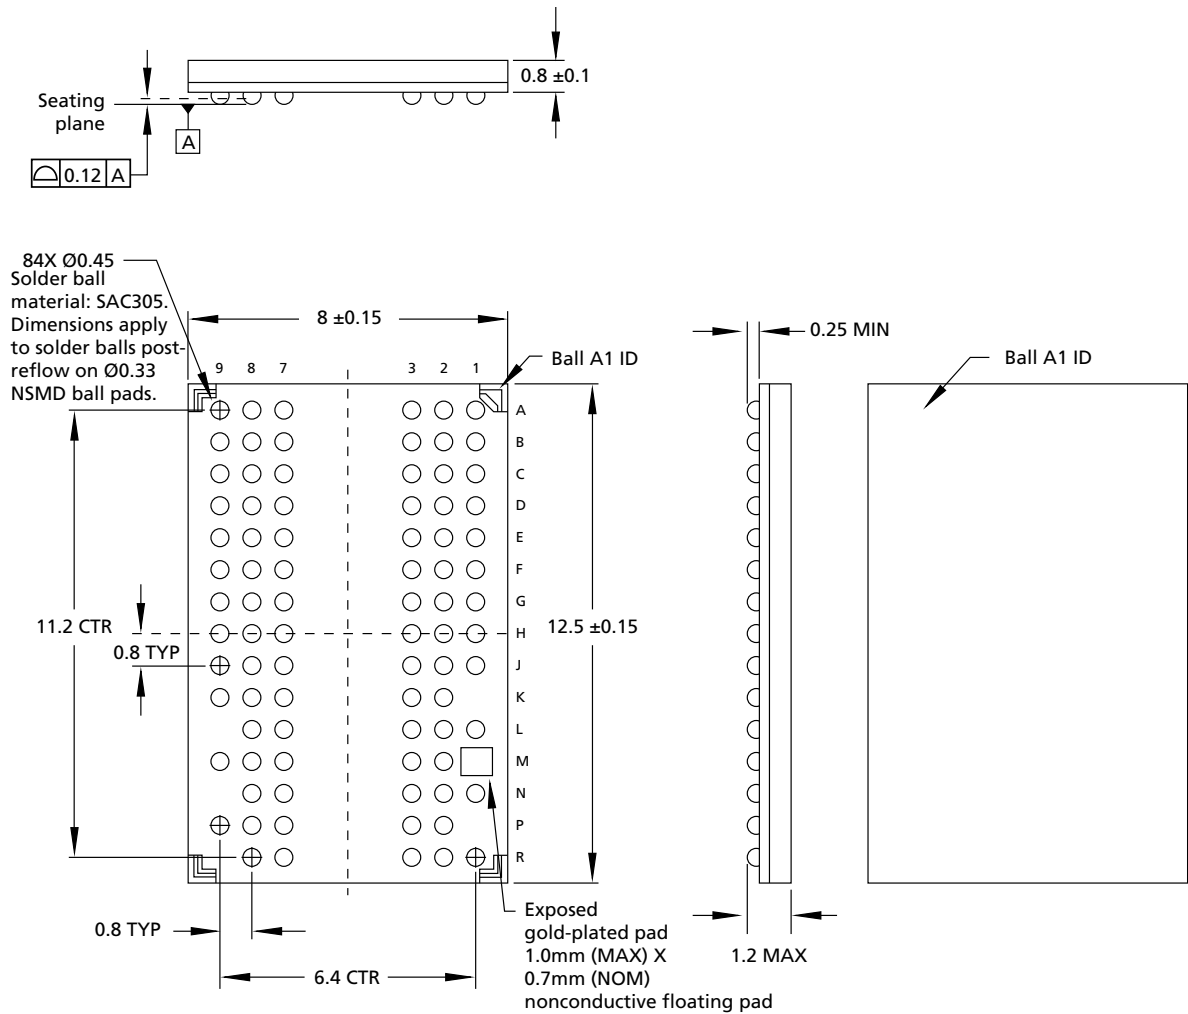 0.8 ±0.1
Seating
plane
A
0.12 A
84X Ø0.45
Solder ball
material: SAC305.
Dimensions apply
to solder balls post-
reflow on Ø0.33
NSMD ball pads.
8 ±0.15
0.25 MIN
Ball A1 ID
Ball A1 ID
9 8 7 3 2 1
A
B
C
D
E
F
G
H
J
K
L
M
N
P
R
11.2 CTR
12.5 ±0.15
0.8 TYP
0.8 TYP
6.4 CTR
Exposed
gold-plated pad
1.0mm (MAX) X
0.7mm (NOM)
nonconductive floating pad
1.2 MAX